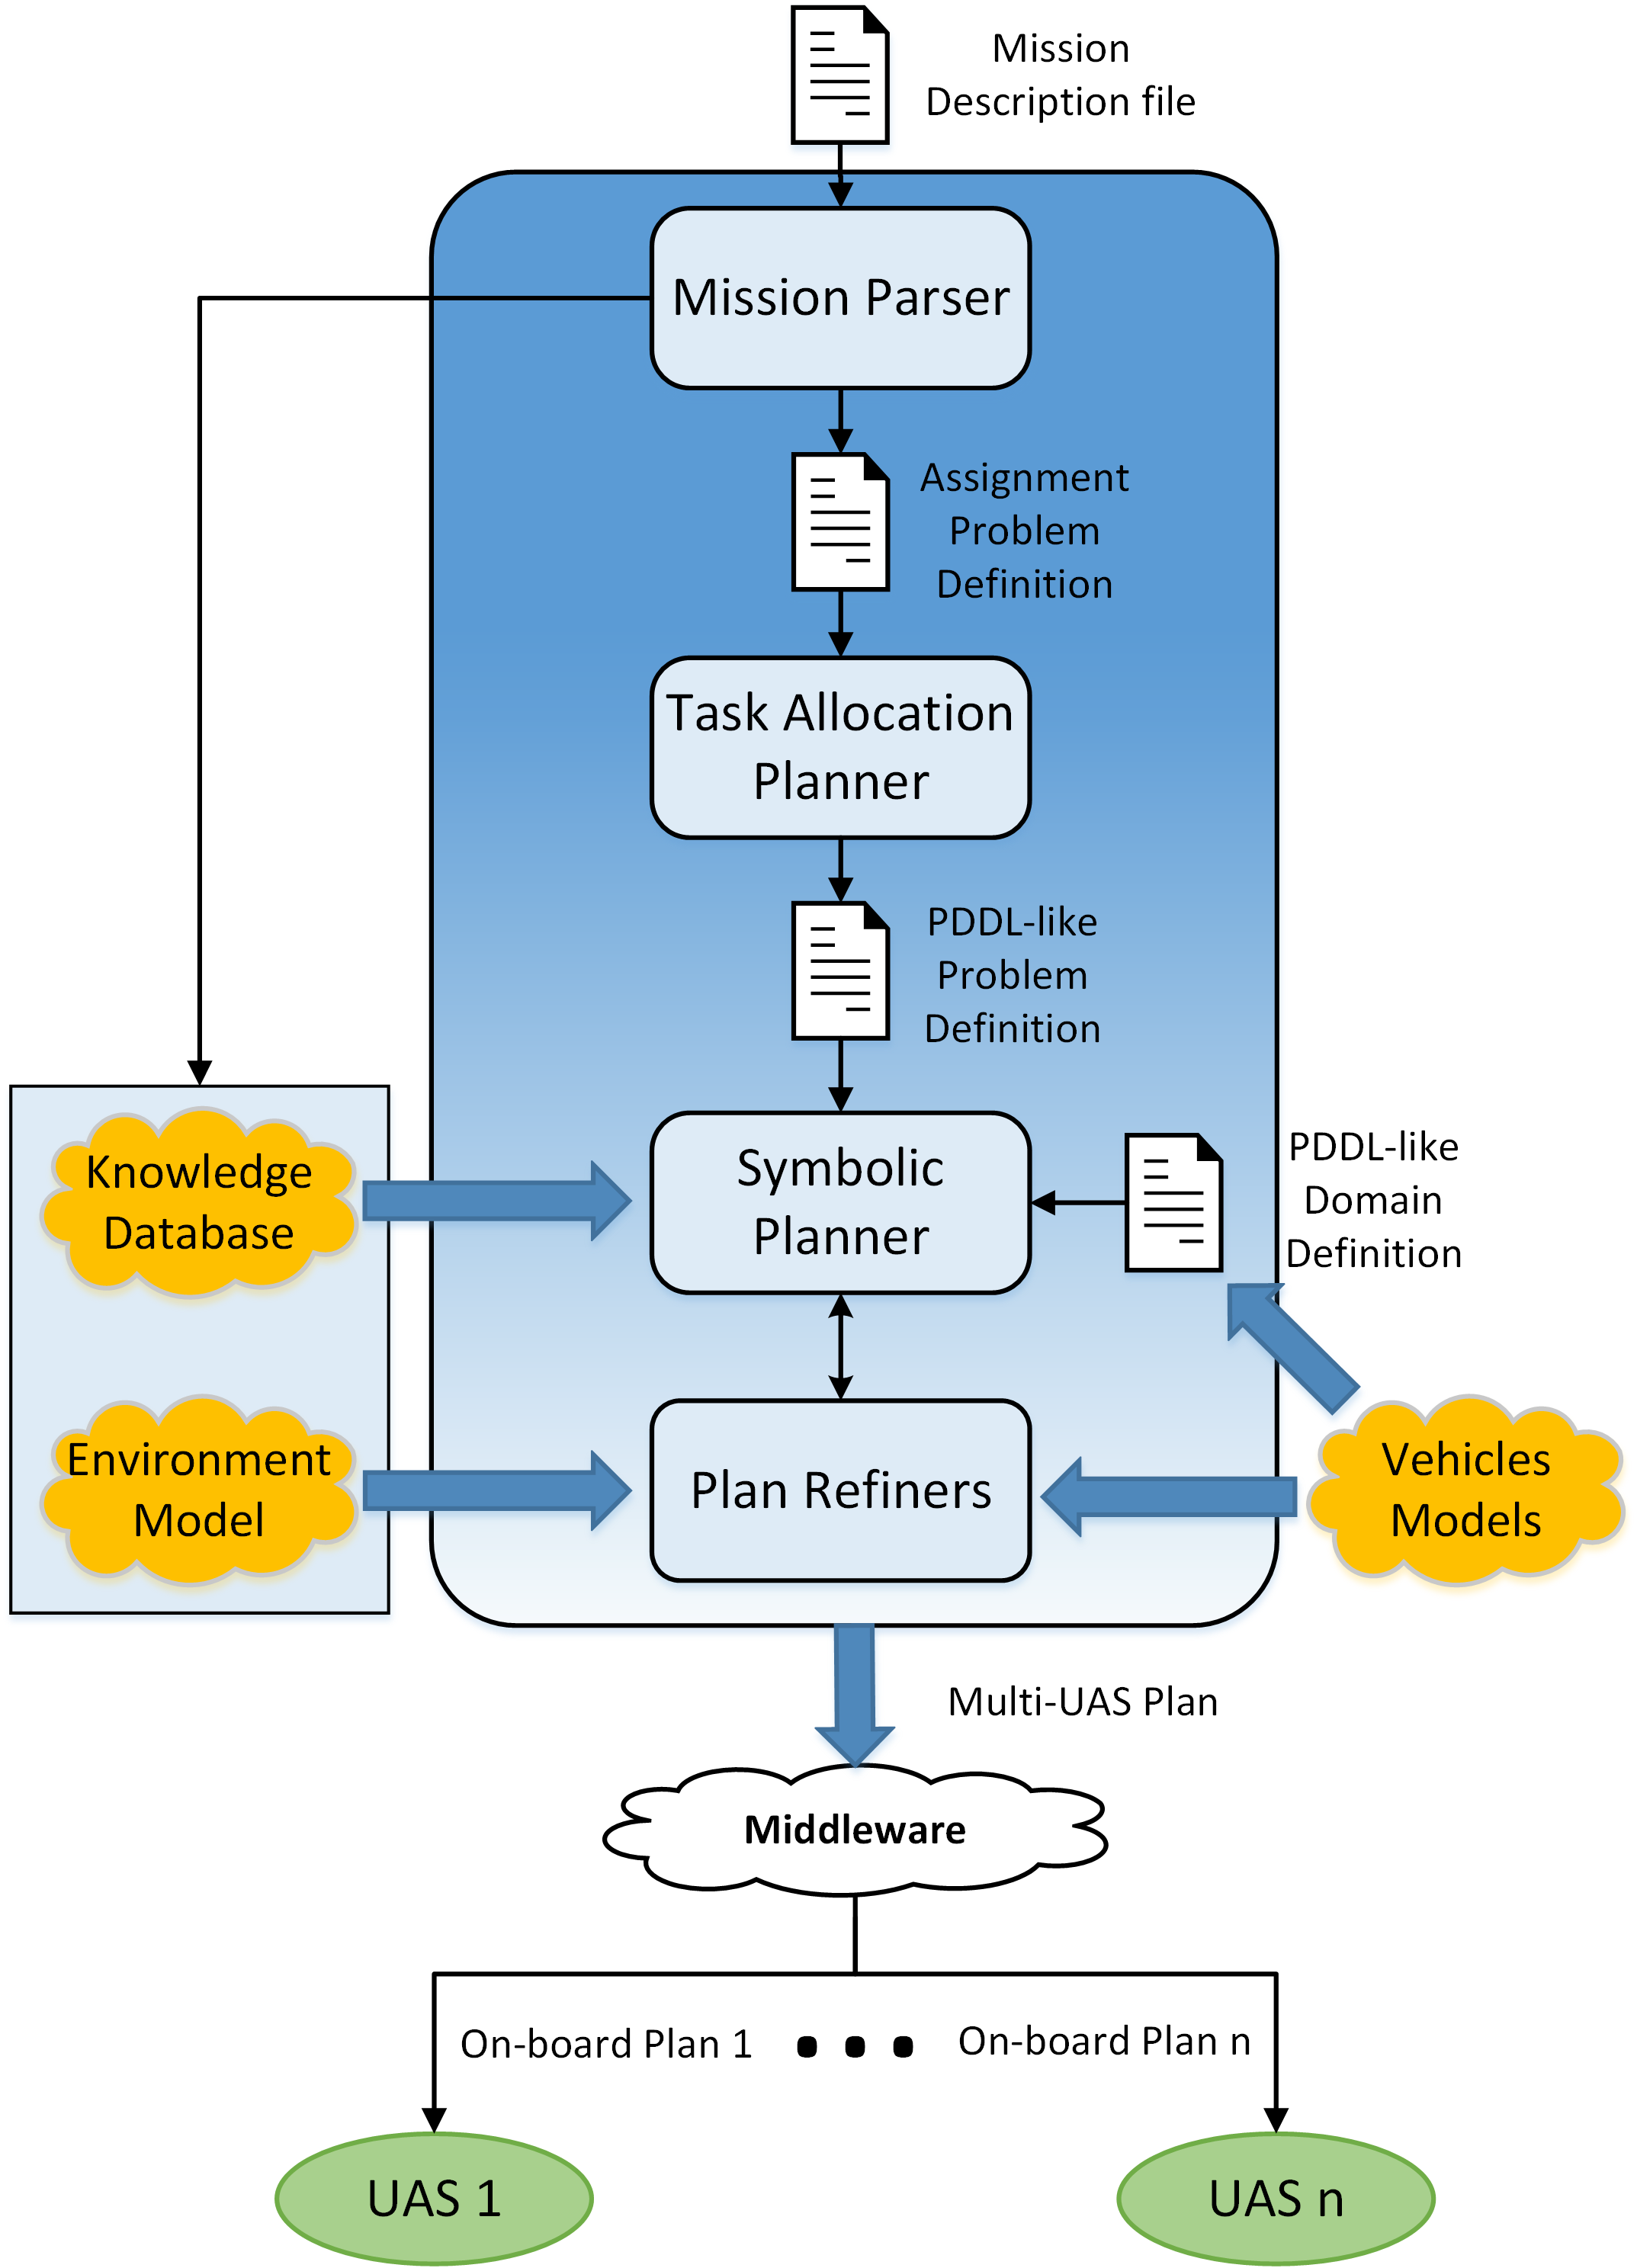 Mission
Description file
Mission Parser
Assignment
Problem
Definition
Task Allocation
Planner
PDDL-like
Problem
Definition
Knowledge
Database
Symbolic
Planner
PDDL-like
Domain
Definition
Environment
Model
Plan Refiners
Vehicles
Models
Multi-UAS Plan
Middleware
On-board Plan 1
On-board Plan n
UAS 1
UAS n